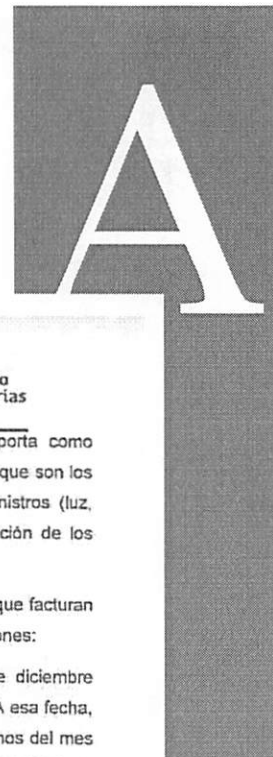 A
a
rias
porta como
que son los
nistros (luz,
ción de los
que facturan
ones:
e diciembre
A esa fecha,
nos del mes